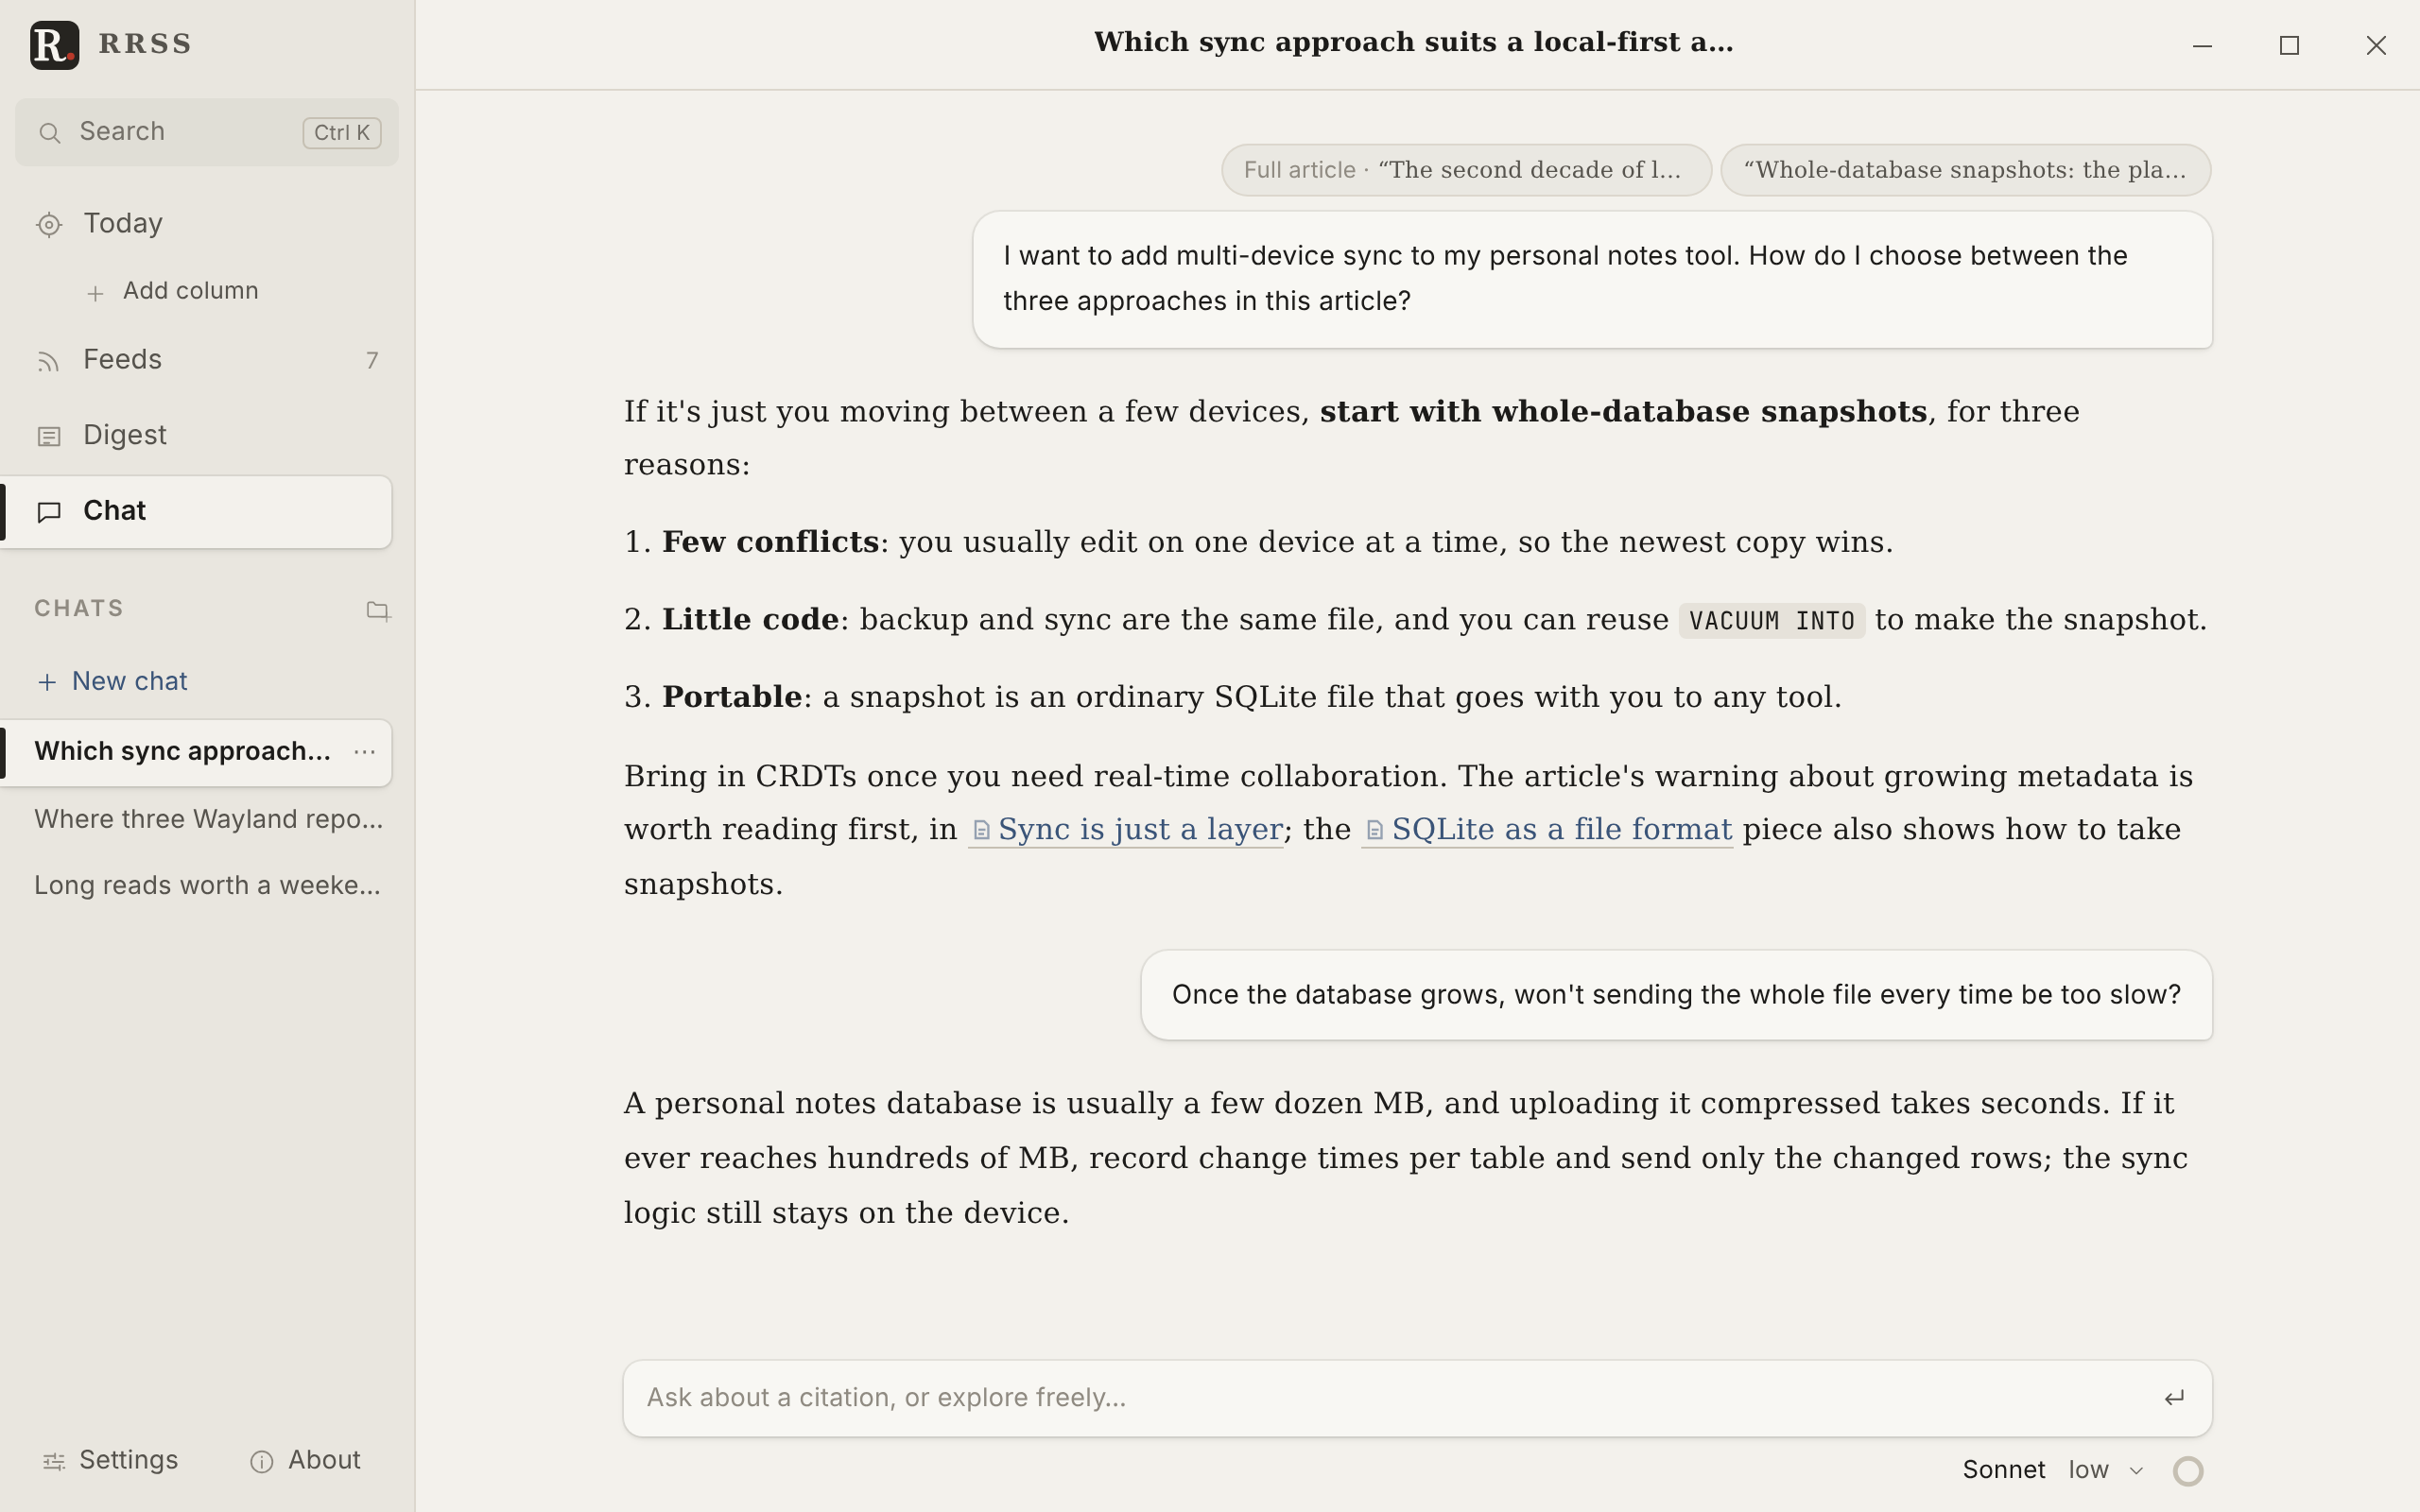 R.
RRSS
Search
Ctrl K
Today
Add column
Feeds
7
Digest
Chat
CHATS
New chat
Which sync approach...
Where three Wayland repo...
Long reads worth a weeke...
Settings
About
Which sync approach suits a local-first a...
Full article · “The second decade of l...
“Whole-database snapshots: the pla...
I want to add multi-device sync to my personal notes tool. How do I choose between the
three approaches in this article?
If it's just you moving between a few devices, start with whole-database snapshots, for three
reasons:
1. Few conflicts: you usually edit on one device at a time, so the newest copy wins.
2. Little code: backup and sync are the same file, and you can reuse VACUUM INTO to make the snapshot.
3. Portable: a snapshot is an ordinary SQLite file that goes with you to any tool.
Bring in CRDTs once you need real-time collaboration. The article's warning about growing metadata is
worth reading first, in Sync is just a layer; the SQLite as a file format piece also shows how to take
snapshots.
Once the database grows, won't sending the whole file every time be too slow?
A personal notes database is usually a few dozen MB, and uploading it compressed takes seconds. If it
ever reaches hundreds of MB, record change times per table and send only the changed rows; the sync
logic still stays on the device.
Ask about a citation, or explore freely...
Sonnet low